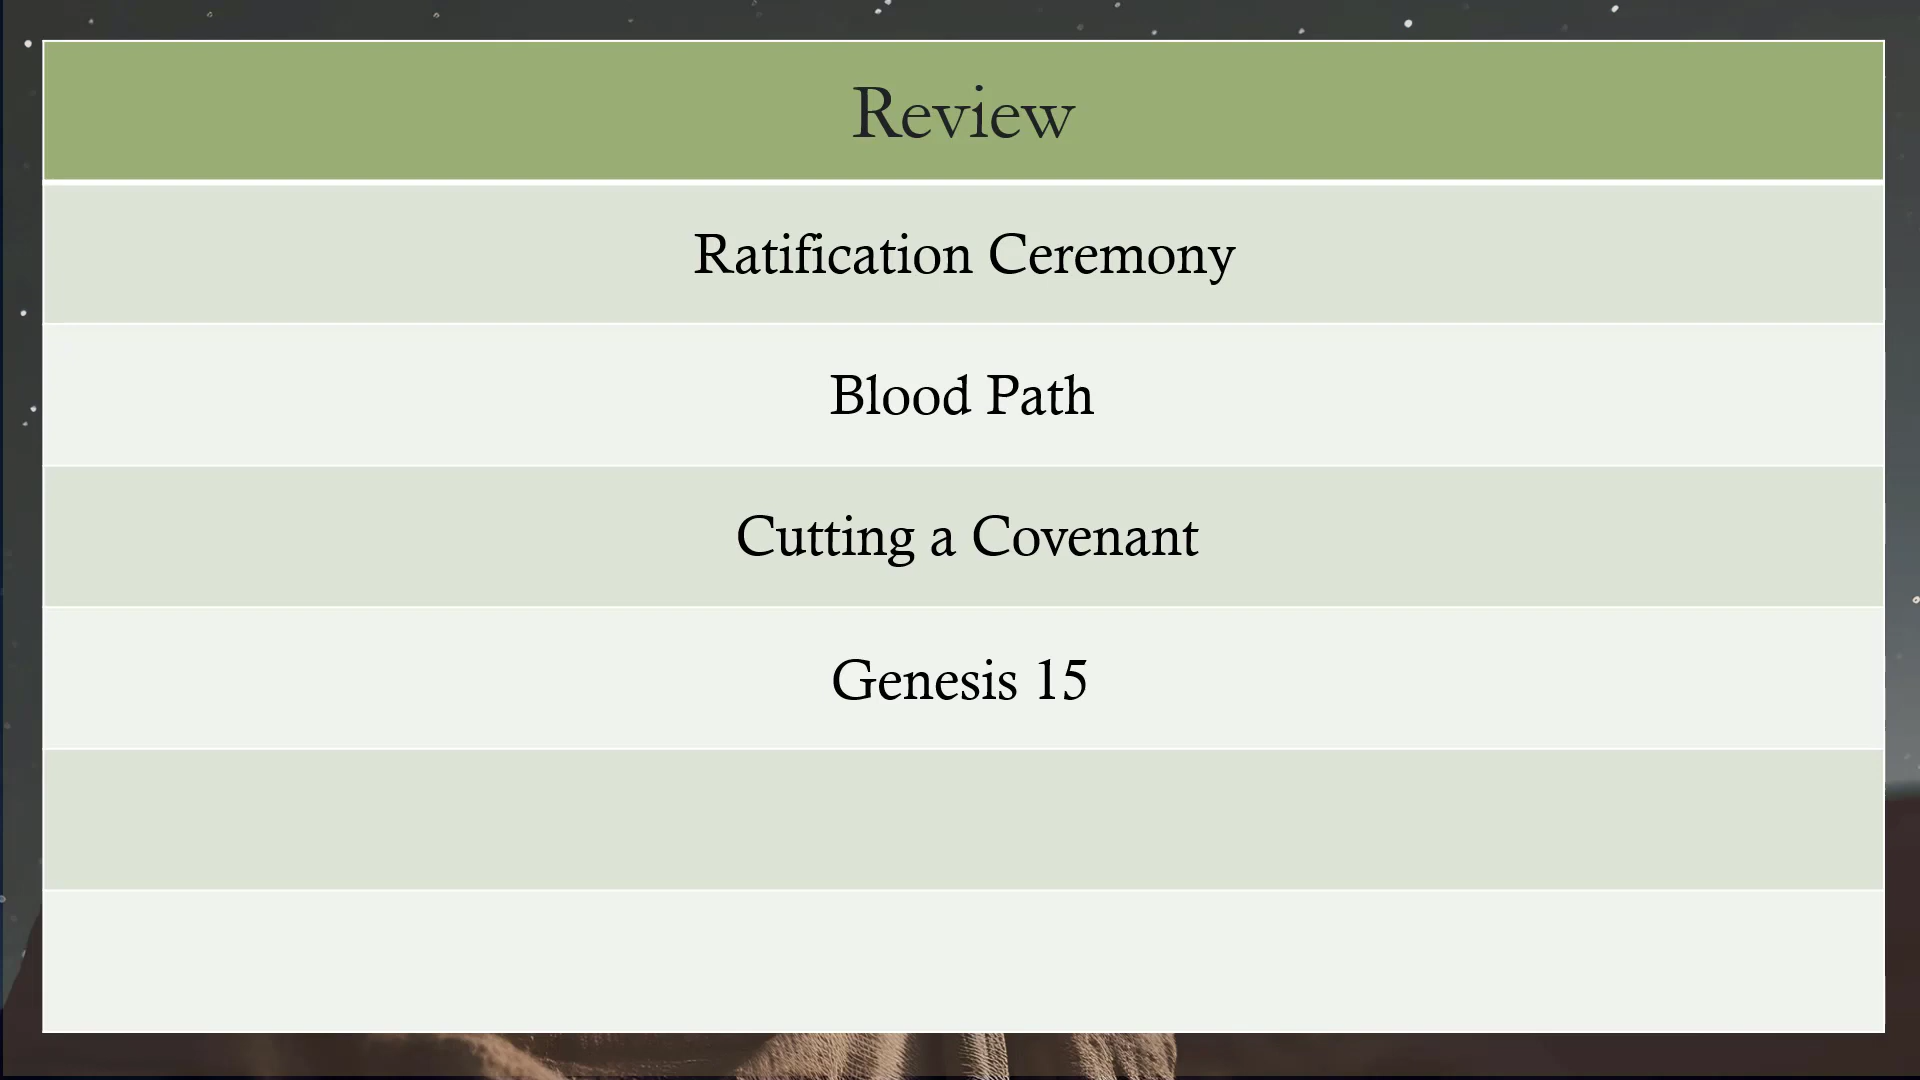 Review
Ratification Ceremony
Blood Path
Cutting a Covenant
Genesis 15